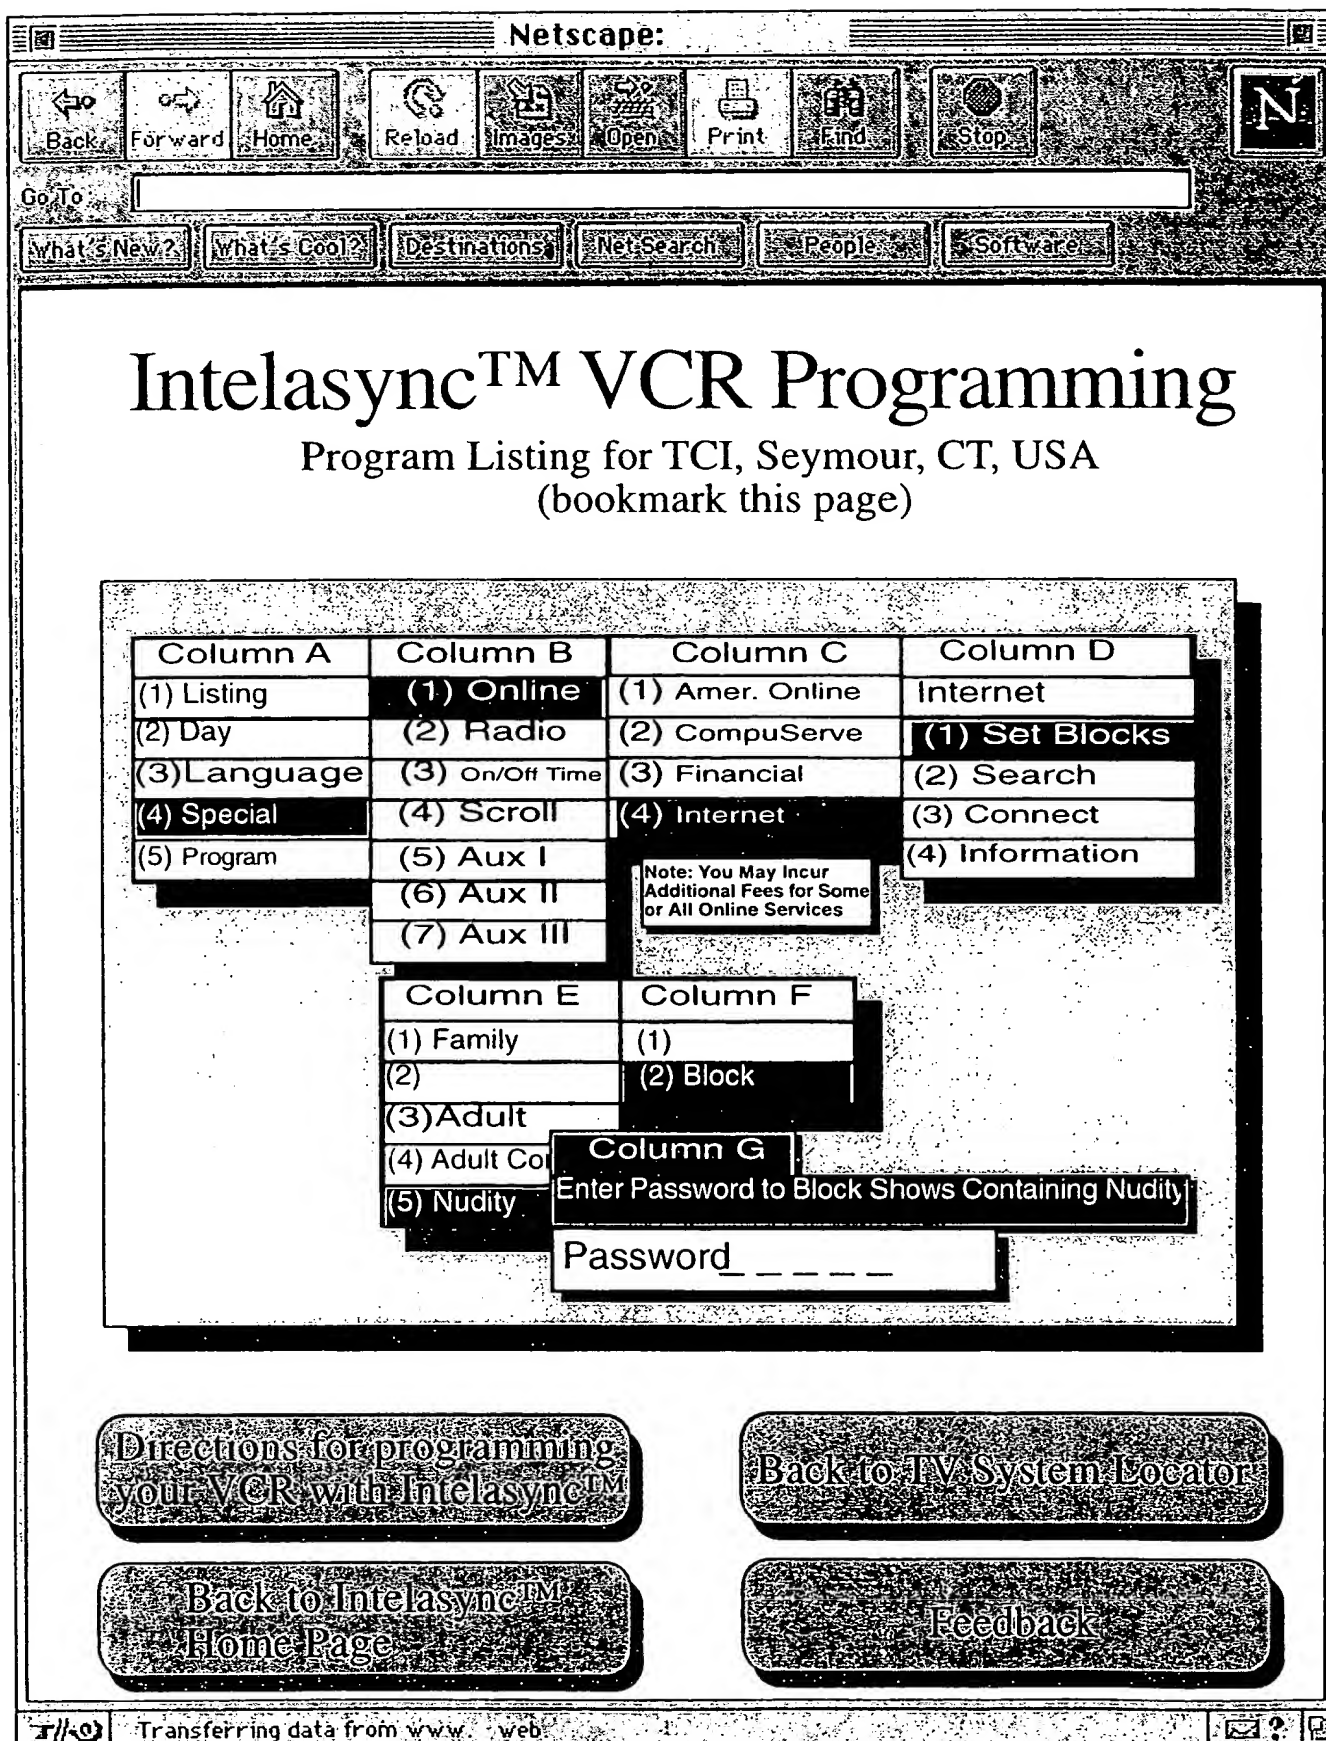 Netscape:
Back Forward Home Reload Images Open Print Find Stop N
Go To:
What's New? What's Cool? Destinations Net Search People Software
Intelasync™ VCR Programming
Program Listing for TCI, Seymour, CT, USA
(bookmark this page)
Column A
(1) Listing
(2) Day
(3)Language
(4) Special
(5) Program
Column B
(1) Online
(2) Radio
(3) On/Off Time
(4) Scroll
(5) Aux I
(6) Aux II
(7) Aux III
Column C
(1) Amer. Online
(2) CompuServe
(3) Financial
(4) Internet
Note: You May Incur
Additional Fees for Some
or All Online Services
Column D
Internet
(1) Set Blocks
(2) Search
(3) Connect
(4) Information
Column E
(1) Family
(2)
(3)Adult
(4) Adult Co
(5) Nudity
Column F
(1)
(2) Block
Column G
Enter Password to Block Shows Containing Nudity
Password_ _ _ _ _
Directions for programming
your VCR with Intelasync™
Back to TV System Locator
Back to Intelasync™
Home Page
Feedback
Transferring data from www. web
?